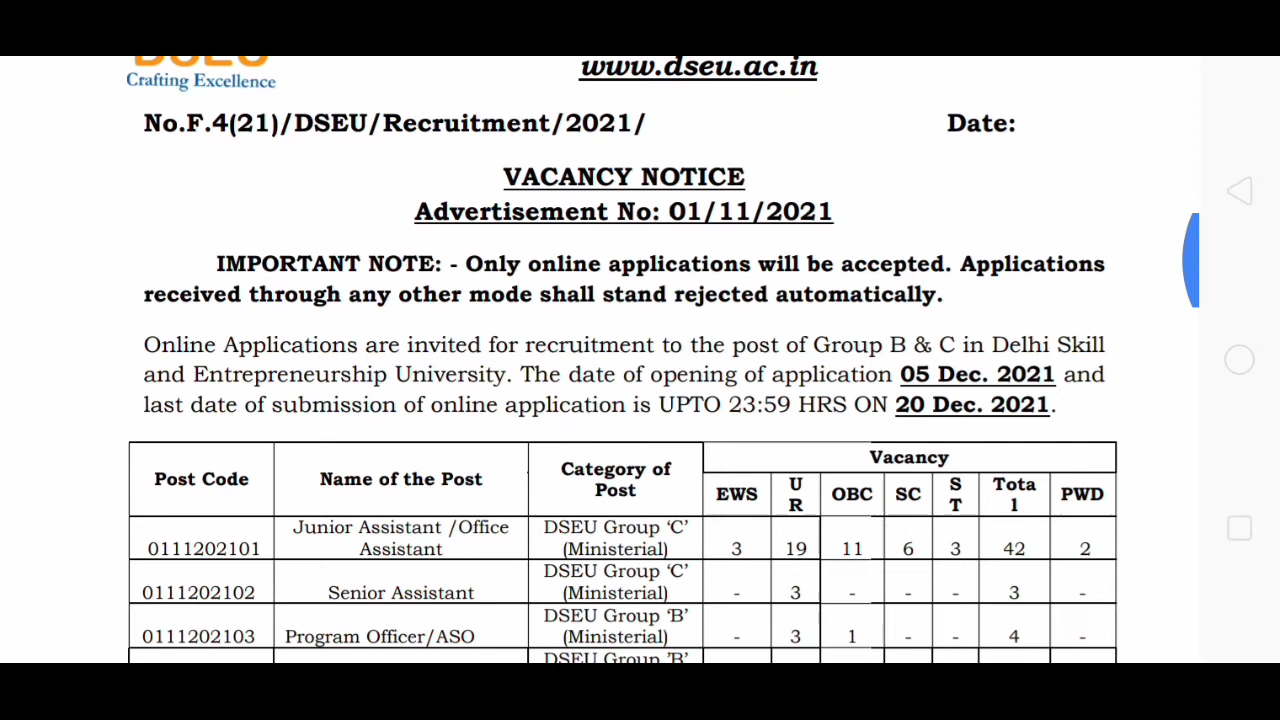 Crafting Excellence
www.dseu.ac.in
No.F.4(21)/DSEU/Recruitment/2021/ Date:
VACANCY NOTICE
Advertisement No: 01/11/2021
IMPORTANT NOTE: - Only online applications will be accepted. Applications
received through any other mode shall stand rejected automatically.
Online Applications are invited for recruitment to the post of Group B & C in Delhi Skill
and Entrepreneurship University. The date of opening of application 05 Dec. 2021 and
last date of submission of online application is UPTO 23:59 HRS ON 20 Dec. 2021.
Post Code Name of the Post Category of Post Vacancy
EWS UR OBC SC ST Total PWD
0111202101 Junior Assistant /Office Assistant DSEU Group ‘C’ (Ministerial) 3 19 11 6 3 42 2
0111202102 Senior Assistant DSEU Group ‘C’ (Ministerial) - 3 - - - 3 -
0111202103 Program Officer/ASO DSEU Group ‘B’ (Ministerial) - 3 1 - - 4 -
DSEU Group ‘B’